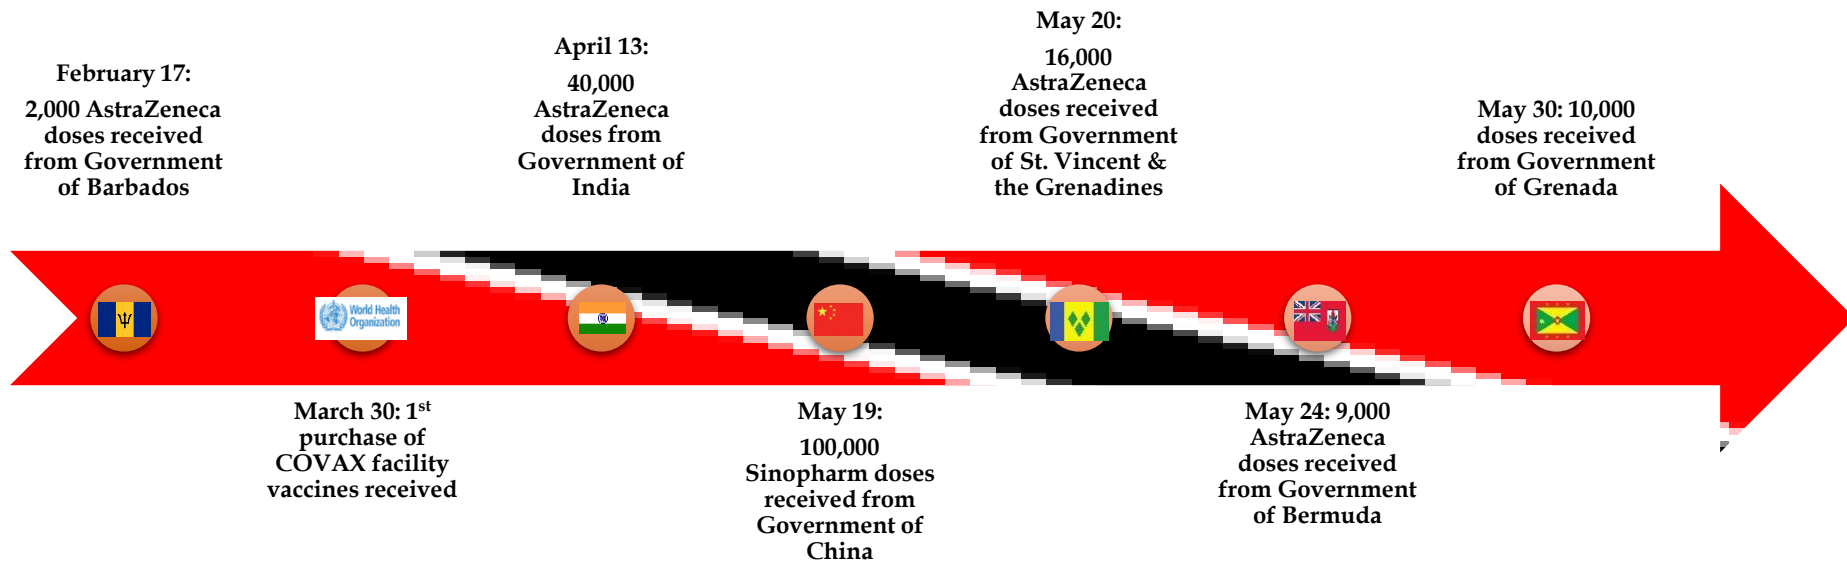 February 17:
2,000 AstraZeneca
doses received
from Government
of Barbados
March 30: 1st
purchase of
COVAX facility
vaccines received
April 13:
40,000
AstraZeneca
doses from
Government of
India
May 19:
100,000
Sinopharm doses
received from
Government of
China
May 20:
16,000
AstraZeneca
doses received
from Government
of St. Vincent &
the Grenadines
May 24: 9,000
AstraZeneca
doses received
from Government
of Bermuda
May 30: 10,000
doses received
from Government
of Grenada
World Health
Organization